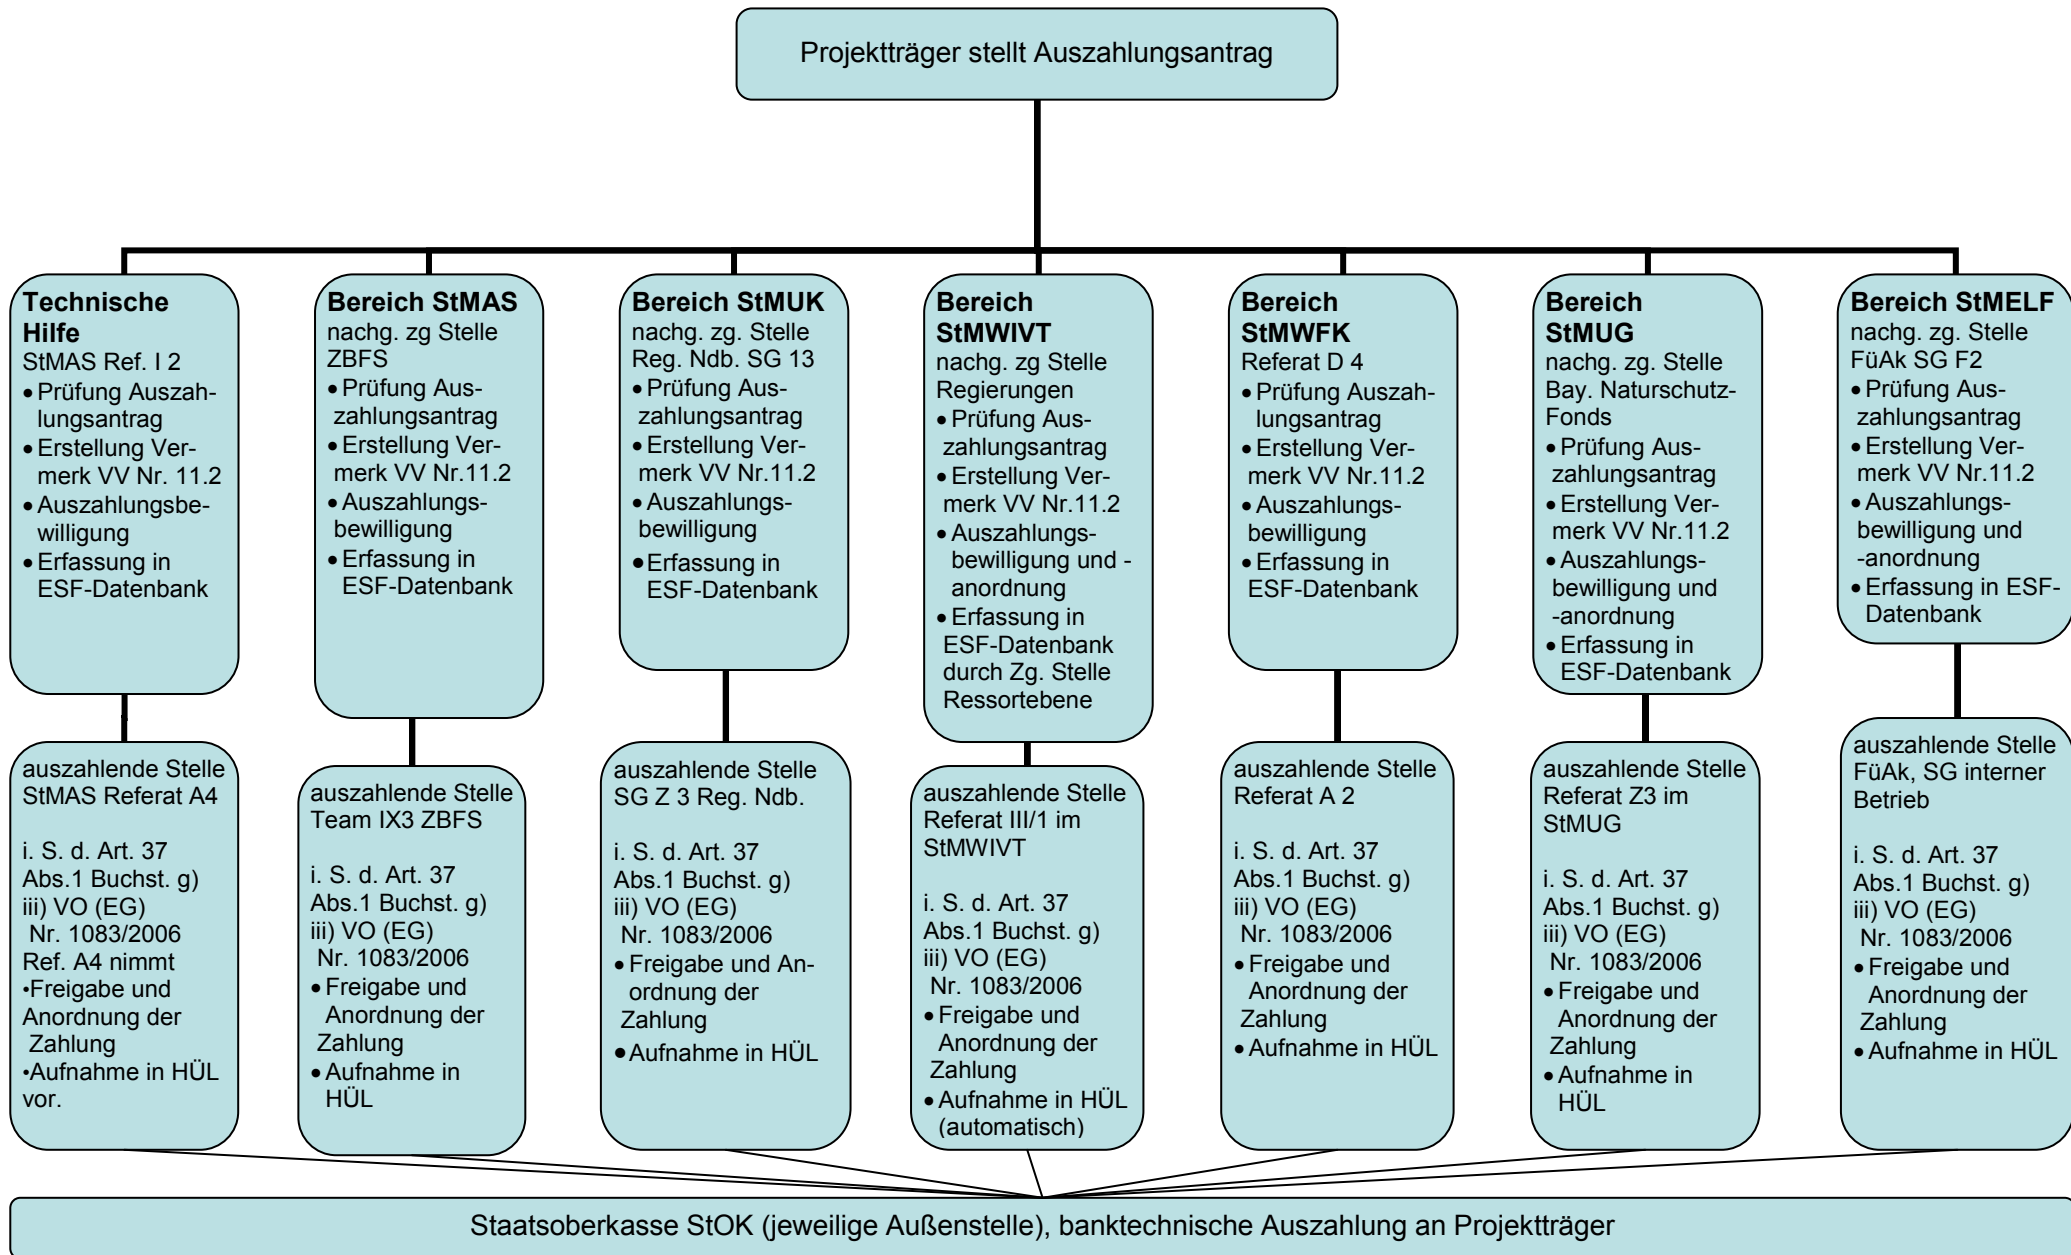 Projektträger stellt Auszahlungsantrag
Technische
Hilfe
StMAS Ref. I 2
• Prüfung Auszah-
lungsantrag
• Erstellung Ver-
merk VV Nr. 11.2
• Auszahlungsbe-
willigung
• Erfassung in
ESF-Datenbank
Bereich StMAS
nachg. zg Stelle
ZBFS
• Prüfung Aus-
zahlungsantrag
• Erstellung Ver-
merk VV Nr.11.2
• Auszahlungs-
bewilligung
• Erfassung in
ESF-Datenbank
Bereich StMUK
nachg. zg. Stelle
Reg. Ndb. SG 13
• Prüfung Aus-
zahlungsantrag
• Erstellung Ver-
merk VV Nr.11.2
• Auszahlungs-
bewilligung
• Erfassung in
ESF-Datenbank
Bereich
StMWIVT
nachg. zg Stelle
Regierungen
• Prüfung Aus-
zahlungsantrag
• Erstellung Ver-
merk VV Nr.11.2
• Auszahlungs-
bewilligung und -
anordnung
• Erfassung in
ESF-Datenbank
durch Zg. Stelle
Ressortebene
Bereich
StMWFK
Referat D 4
• Prüfung Auszah-
lungsantrag
• Erstellung Ver-
merk VV Nr.11.2
• Auszahlungs-
bewilligung
• Erfassung in
ESF-Datenbank
Bereich
StMUG
nachg. zg. Stelle
Bay. Naturschutz-
Fonds
• Prüfung Aus-
zahlungsantrag
• Erstellung Ver-
merk VV Nr.11.2
• Auszahlungs-
bewilligung und
-anordnung
• Erfassung in
ESF-Datenbank
Bereich StMELF
nachg. zg. Stelle
FüAk SG F2
• Prüfung Aus-
zahlungsantrag
• Erstellung Ver-
merk VV Nr.11.2
• Auszahlungs-
bewilligung und
-anordnung
• Erfassung in ESF-
Datenbank
auszahlende Stelle
StMAS Referat A4
i. S. d. Art. 37
Abs.1 Buchst. g)
iii) VO (EG)
Nr. 1083/2006
Ref. A4 nimmt
•Freigabe und
Anordnung der
Zahlung
•Aufnahme in HÜL
vor.
auszahlende Stelle
Team IX3 ZBFS
i. S. d. Art. 37
Abs.1 Buchst. g)
iii) VO (EG)
Nr. 1083/2006
• Freigabe und
Anordnung der
Zahlung
• Aufnahme in
HÜL
auszahlende Stelle
SG Z 3 Reg. Ndb.
i. S. d. Art. 37
Abs.1 Buchst. g)
iii) VO (EG)
Nr. 1083/2006
• Freigabe und An-
ordnung der
Zahlung
• Aufnahme in HÜL
auszahlende Stelle
Referat III/1 im
StMWIVT
i. S. d. Art. 37
Abs.1 Buchst. g)
iii) VO (EG)
Nr. 1083/2006
• Freigabe und
Anordnung der
Zahlung
• Aufnahme in HÜL
(automatisch)
auszahlende Stelle
Referat A 2
i. S. d. Art. 37
Abs.1 Buchst. g)
iii) VO (EG)
Nr. 1083/2006
• Freigabe und
Anordnung der
Zahlung
• Aufnahme in HÜL
auszahlende Stelle
Referat Z3 im
StMUG
i. S. d. Art. 37
Abs.1 Buchst. g)
iii) VO (EG)
Nr. 1083/2006
• Freigabe und
Anordnung der
Zahlung
• Aufnahme in
HÜL
auszahlende Stelle
FüAk, SG interner
Betrieb
i. S. d. Art. 37
Abs.1 Buchst. g)
iii) VO (EG)
Nr. 1083/2006
• Freigabe und
Anordnung der
Zahlung
• Aufnahme in HÜL
Staatsoberkasse StOK (jeweilige Außenstelle), banktechnische Auszahlung an Projektträger